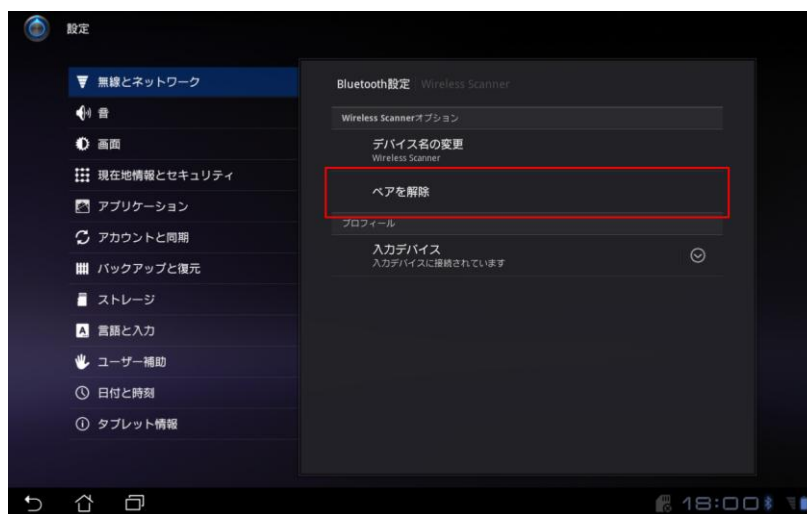 設定
無線とネットワーク
音
画面
現在地情報とセキュリティ
アプリケーション
アカウントと同期
バックアップと復元
ストレージ
言語と入力
ユーザー補助
日付と時刻
タブレット情報
Bluetooth設定 Wireless Scanner
Wireless Scannerオプション
デバイス名の変更
Wireless Scanner
ペアを解除
プロフィール
入力デバイス
入力デバイスに接続されています
18:00